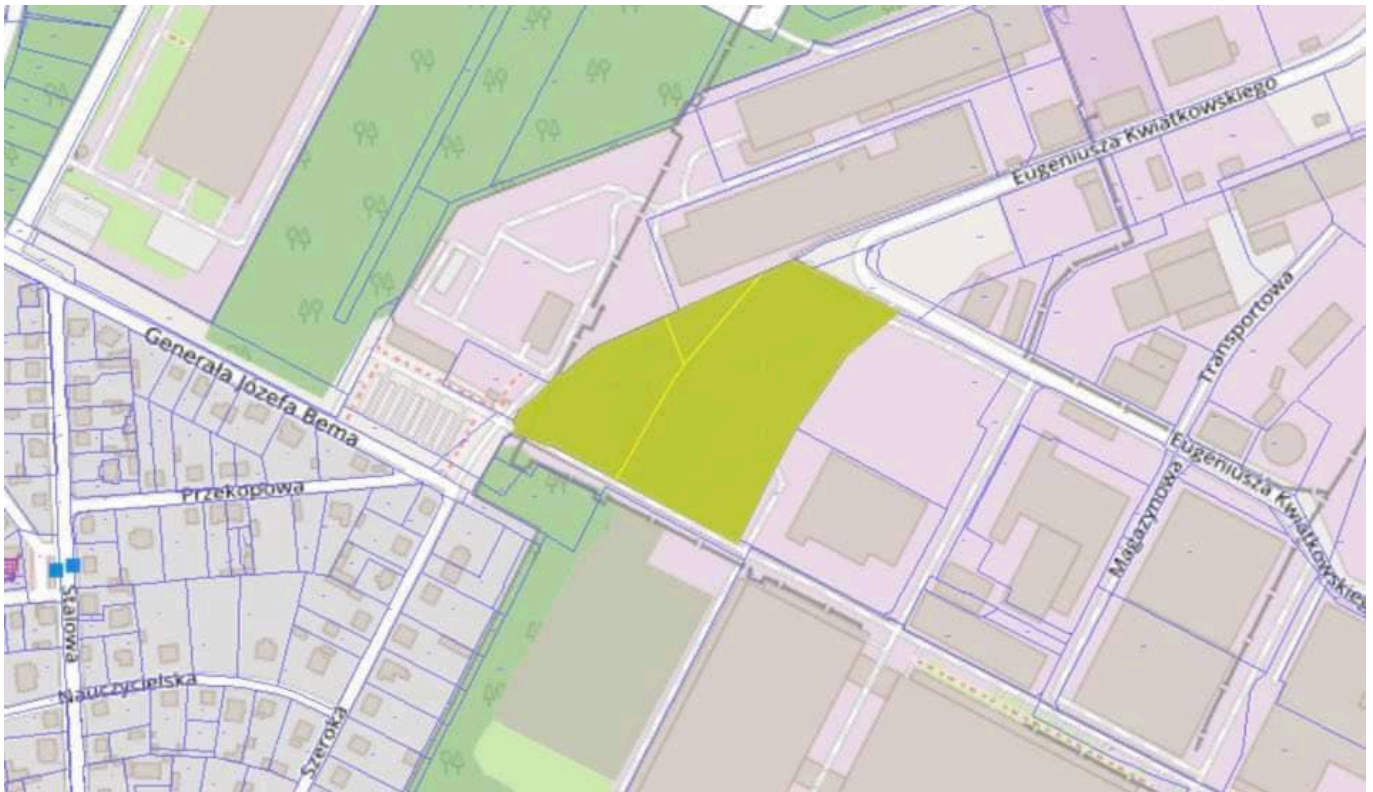 Eugeniusza Kwiatkowskiego
Transportowa
Generała Józefa Bema
Eugeniusza Kwiatkowskiego
Przekopowa
Magazynowa
Stalowa
Nauczycielska
Szeroka